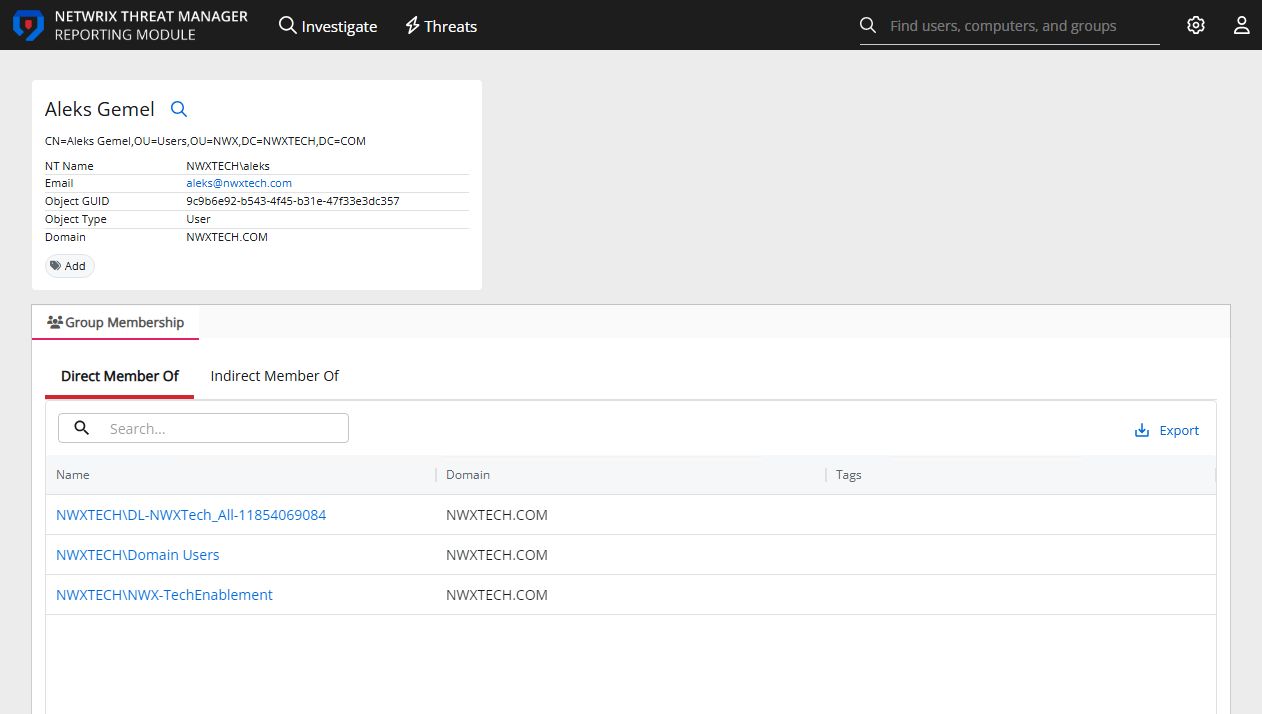 NETWRIX THREAT MANAGER
REPORTING MODULE
Investigate
Threats
Find users, computers, and groups
Aleks Gemel
CN=Aleks Gemel,OU=Users,OU=NWX,DC=NWXTECH,DC=COM
NT Name NWXTECH\aleks
Email aleks@nwxtech.com
Object GUID 9c9b6e92-b543-4f45-b31e-47f33e3dc357
Object Type User
Domain NWXTECH.COM
Add
Group Membership
Direct Member Of Indirect Member Of
Search...
Export
Name Domain Tags
NWXTECH\DL-NWXTech_All-11854069084 NWXTECH.COM
NWXTECH\Domain Users NWXTECH.COM
NWXTECH\NWX-TechEnablement NWXTECH.COM